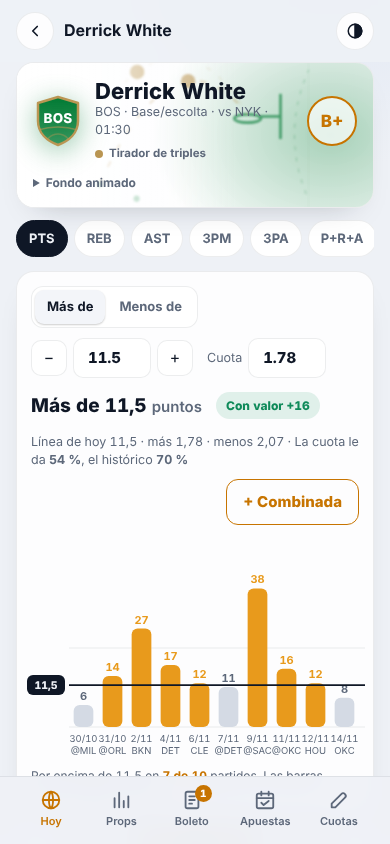 Derrick White
BOS
Derrick White
BOS · Base/escolta · vs NYK ·
01:30
Tirador de triples
Fondo animado
B+
PTS REB AST 3PM 3PA P+R+A
Más de Menos de
− 11.5 + Cuota 1.78
Más de 11,5 puntos Con valor +16
Línea de hoy 11,5 · más 1,78 · menos 2,07 · La cuota le
da 54 %, el histórico 70 %
+ Combinada
38
27
17
16
14
12
12
11
8
6
11,5
30/10 31/10 2/11 4/11 6/11 7/11 9/11 11/11 12/11 14/11
@MIL @ORL BKN DET CLE @DET @SAC @OKC HOU OKC
Por encima de 11,5 en 7 de 10 partidos. Las barras
1
Hoy Props Boleto Apuestas Cuotas